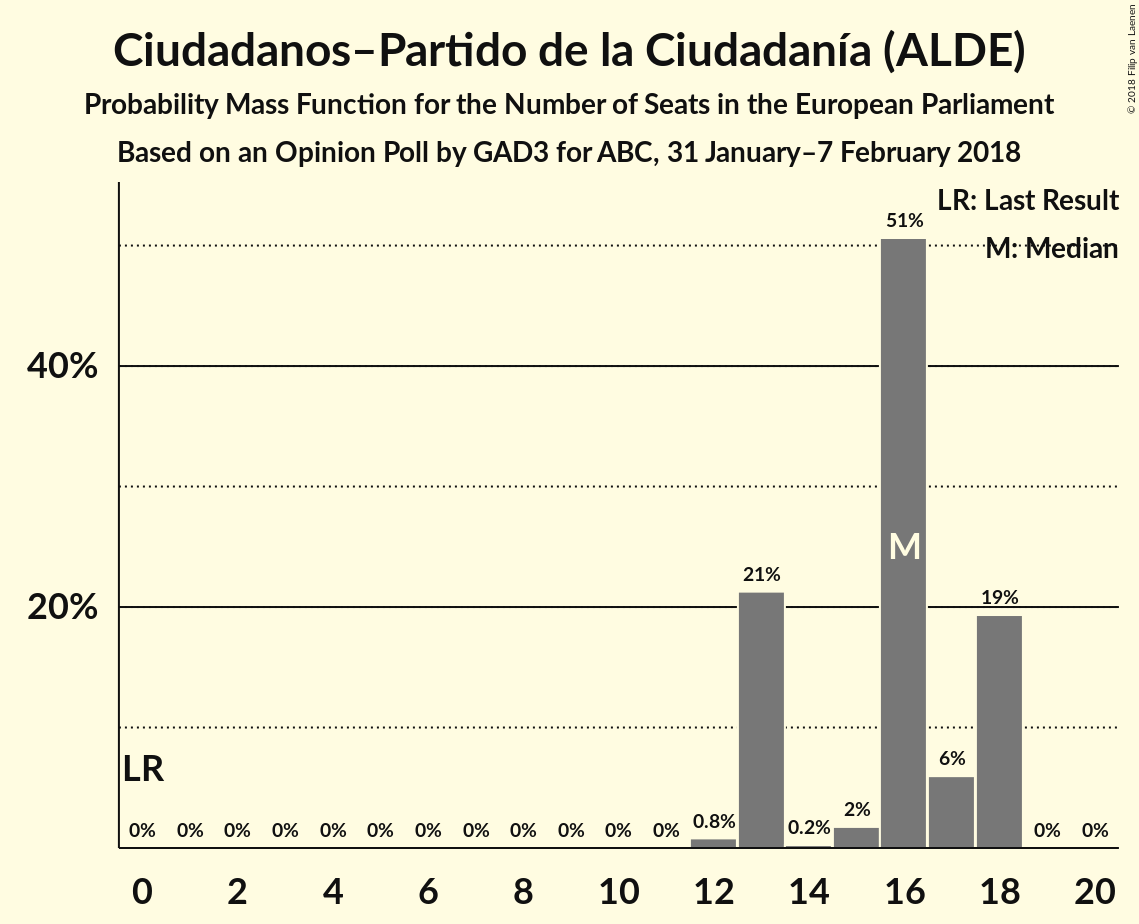 Ciudadanos–Partido de la Ciudadanía (ALDE)
Probability Mass Function for the Number of Seats in the European Parliament
Based on an Opinion Poll by GAD3 for ABC, 31 January–7 February 2018
© 2018 Filip van Laenen
LR: Last Result
M: Median
51%
40%
M
21%
19%
20%
6%
LR
2%
0.8%
0.2%
0% 0% 0% 0% 0% 0% 0% 0% 0% 0% 0% 0% 0% 0%
0 2 4 6 8 10 12 14 16 18 20